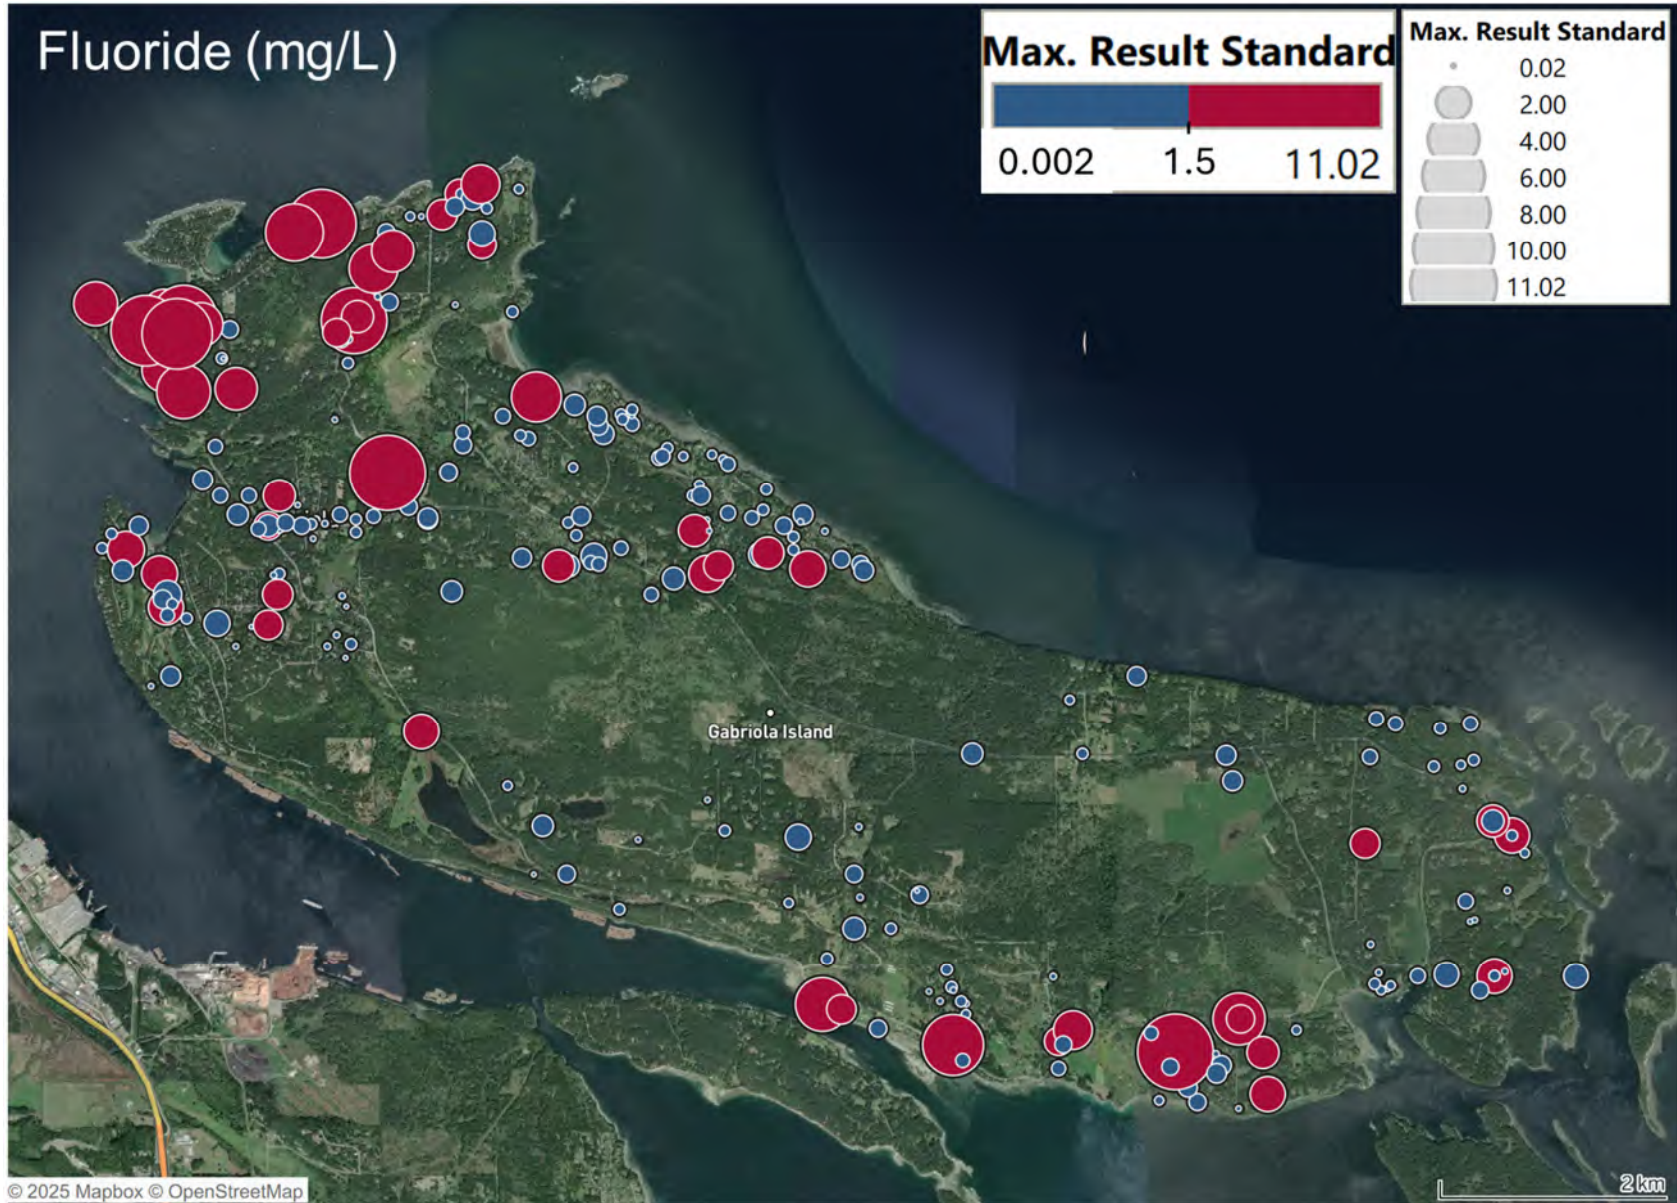 Fluoride (mg/L)
Max. Result Standard
0.002 1.5 11.02
Max. Result Standard
0.02
2.00
4.00
6.00
8.00
10.00
11.02
Gabriola Island
© 2025 Mapbox © OpenStreetMap
2 km